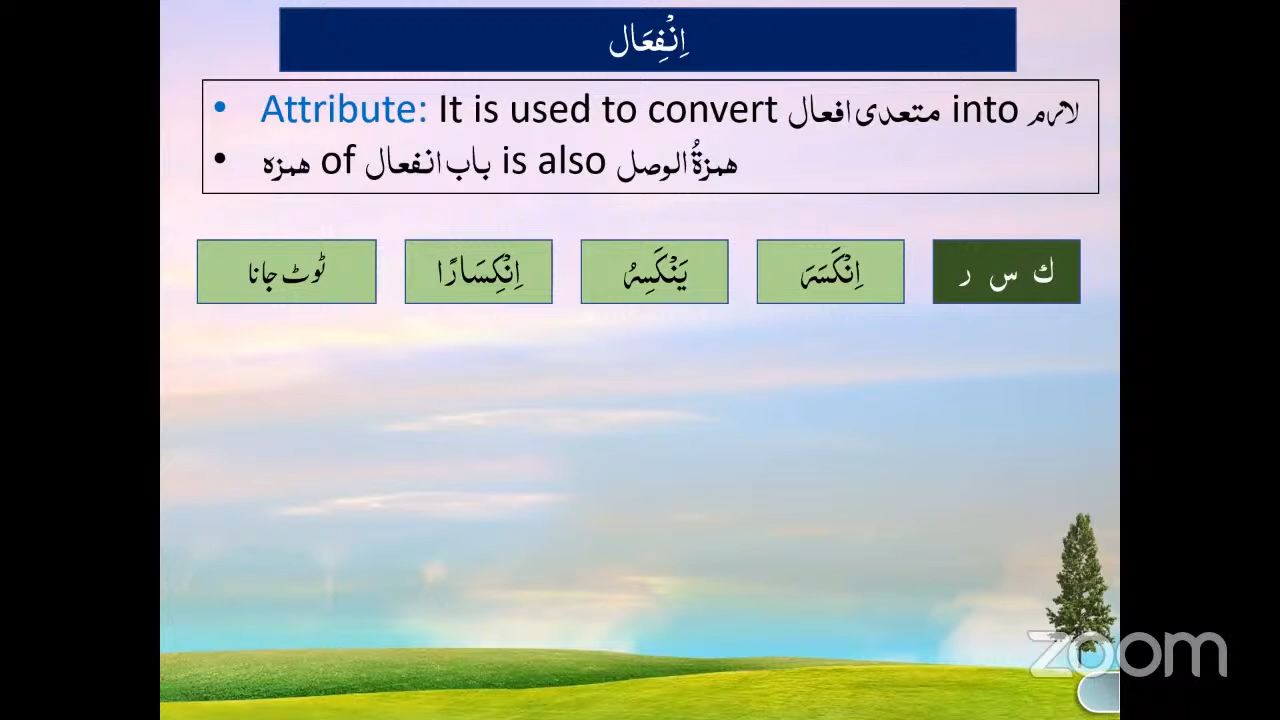 اِنْفِعَال
• Attribute: It is used to convert متعدی افعال into لازم
• همزہ of باب انفعال is also همزۃُ الوصل
ك س ر اِنْكَسَرَ يَنْكَسِرُ اِنْكِسَارًا ٹوٹ جانا
zoom